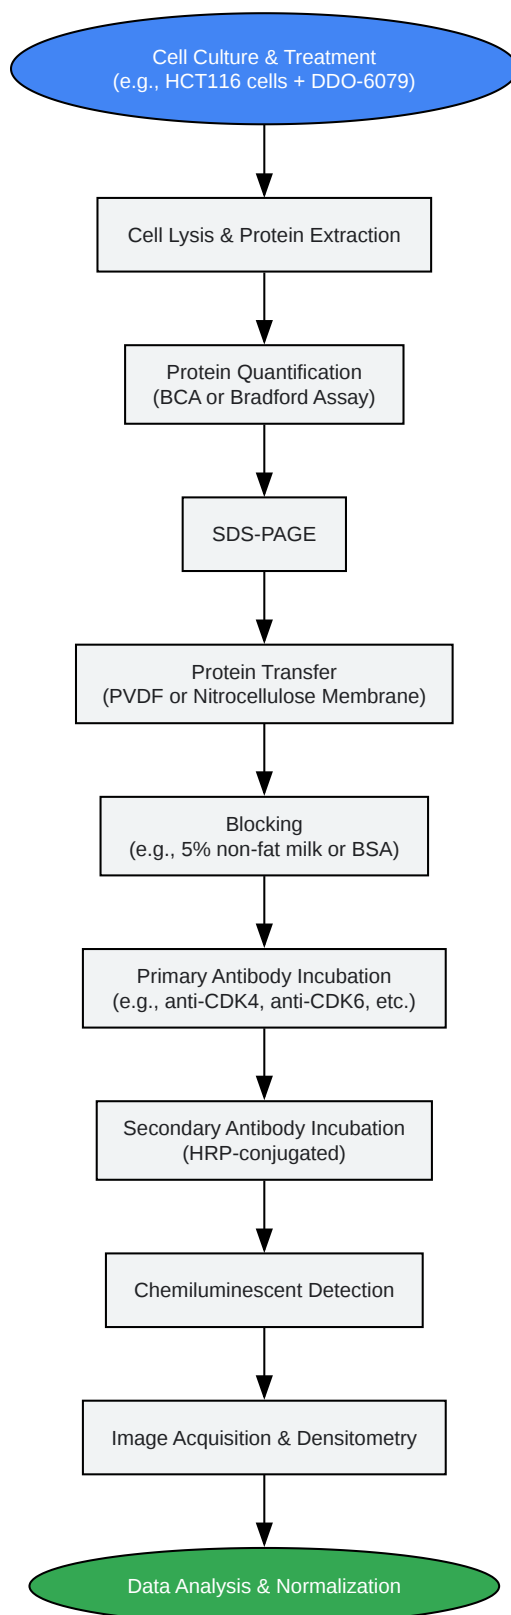 Cell Culture & Treatment
(e.g., HCT116 cells + DDO-6079)
Cell Lysis & Protein Extraction
Protein Quantification
(BCA or Bradford Assay)
SDS-PAGE
Protein Transfer
(PVDF or Nitrocellulose Membrane)
Blocking
(e.g., 5% non-fat milk or BSA)
Primary Antibody Incubation
(e.g., anti-CDK4, anti-CDK6, etc.)
Secondary Antibody Incubation
(HRP-conjugated)
Chemiluminescent Detection
Image Acquisition & Densitometry
Data Analysis & Normalization